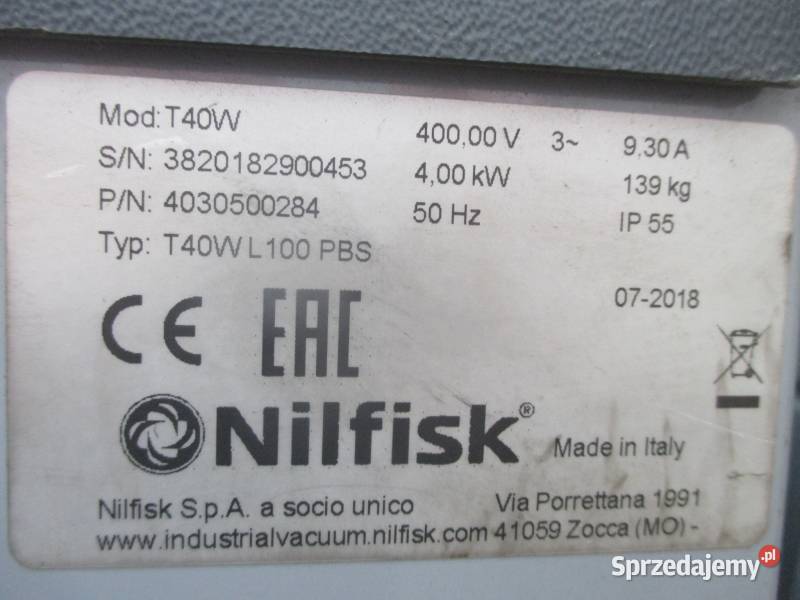 Mod: T40W 400,00 V 3~ 9,30 A
S/N: 3820182900453 4,00 kW 139 kg
P/N: 4030500284 50 Hz IP 55
Typ: T40W L100 PBS
07-2018
CE EAC
Nilfisk®
Made in Italy
Nilfisk S.p.A. a socio unico Via Porrettana 1991
www.industrialvacuum.nilfisk.com 41059 Zocca (MO) -
Sprzedajemy.pl